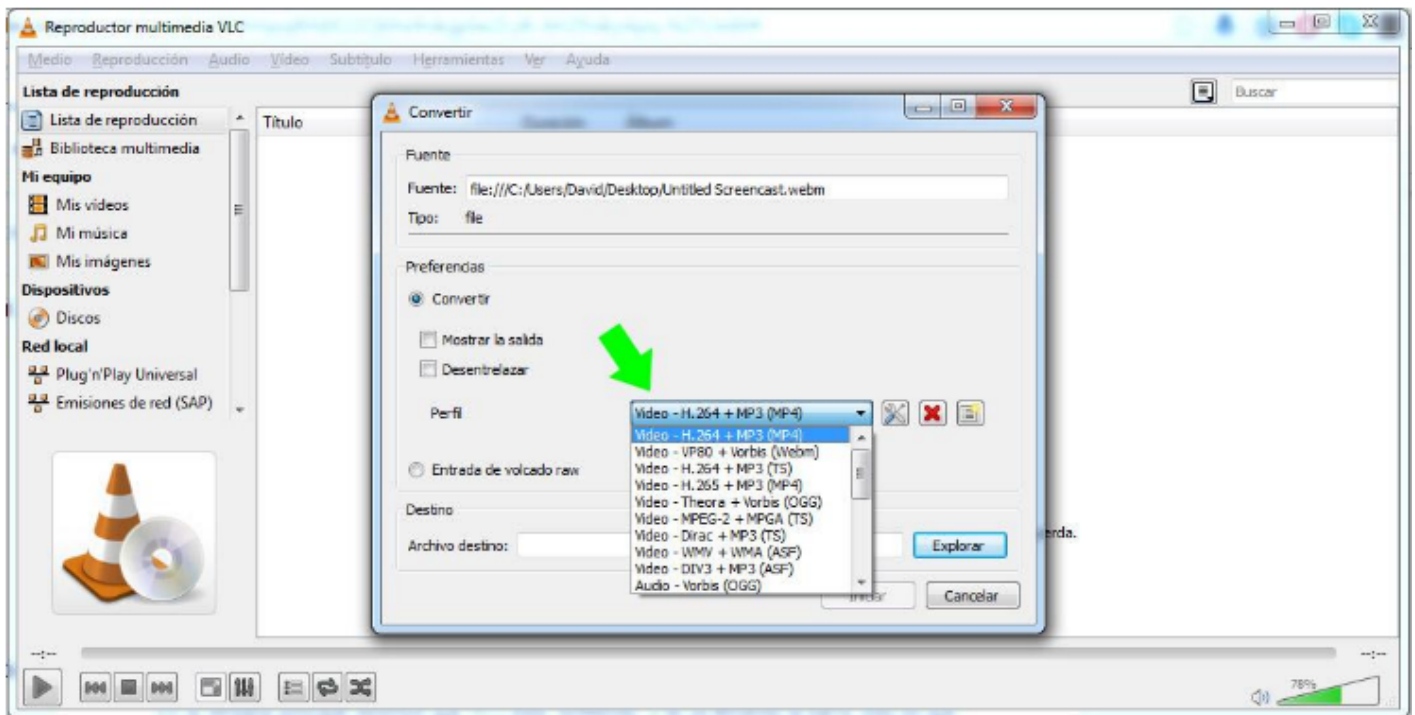 Reproductor multimedia VLC
Medio Reproducción Audio Vídeo Subtítulo Herramientas Ver Ayuda
Lista de reproducción
Buscar
Lista de reproducción
Biblioteca multimedia
Mi equipo
Mis vídeos
Mi música
Mis imágenes
Dispositivos
Discos
Red local
Plug'n'Play Universal
Emisiones de red (SAP)
Título
Convertir
Fuente
Fuente: file:///C:/Users/David/Desktop/Untitled Screencast.webm
Tipo: file
Preferencias
Convertir
Mostrar la salida
Desentrelazar
Perfil
Video - H.264 + MP3 (MP4)
Video - H.264 + MP3 (MP4)
Video - VP80 + Vorbis (Webm)
Video - H.264 + MP3 (TS)
Video - H.265 + MP3 (MP4)
Video - Theora + Vorbis (OGG)
Video - MPEG-2 + MPGA (TS)
Video - Dirac + MP3 (TS)
Video - WMV + WMA (ASF)
Video - DIV3 + MP3 (ASF)
Audio - Vorbis (OGG)
Entrada de volcado raw
Destino
Archivo destino:
Explorar
Cancelar
erda.
--:--
--:--
78%